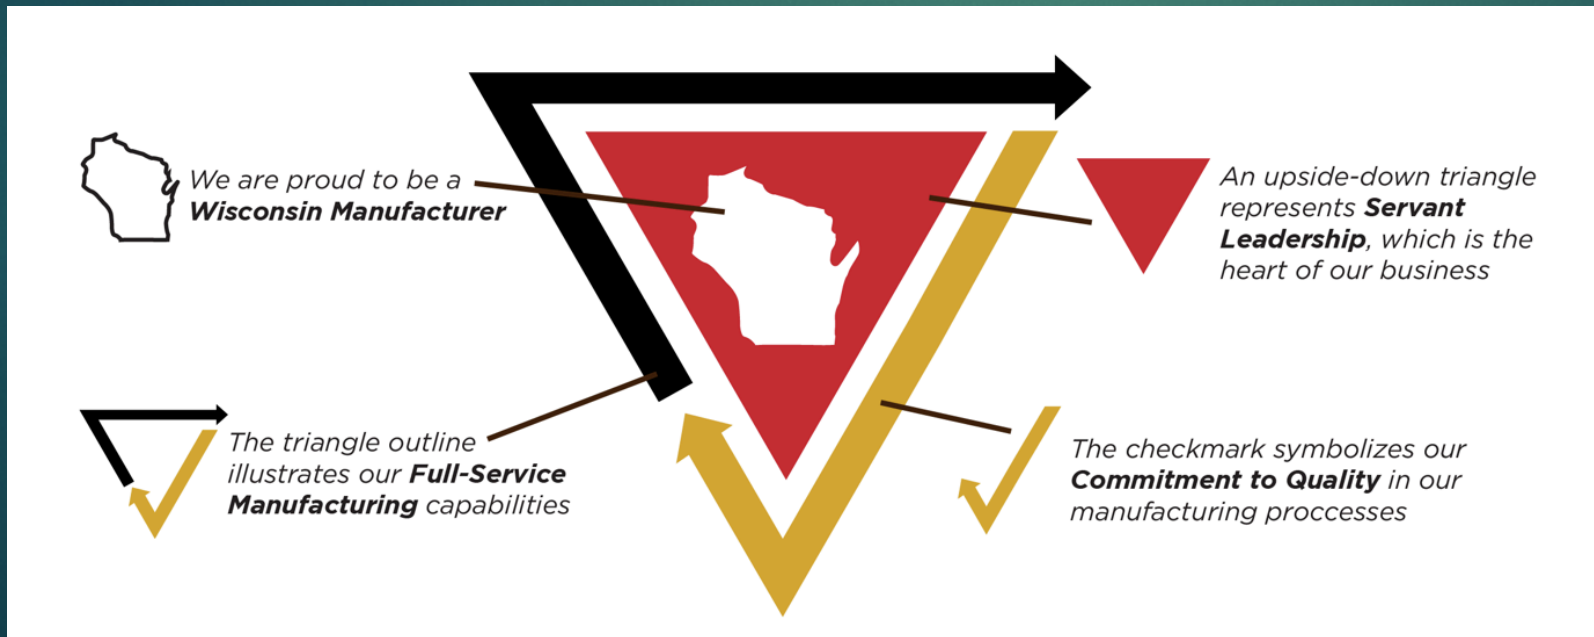 We are proud to be a
Wisconsin Manufacturer
An upside-down triangle
represents Servant
Leadership, which is the
heart of our business
The triangle outline
illustrates our Full-Service
Manufacturing capabilities
The checkmark symbolizes our
Commitment to Quality in our
manufacturing proccesses